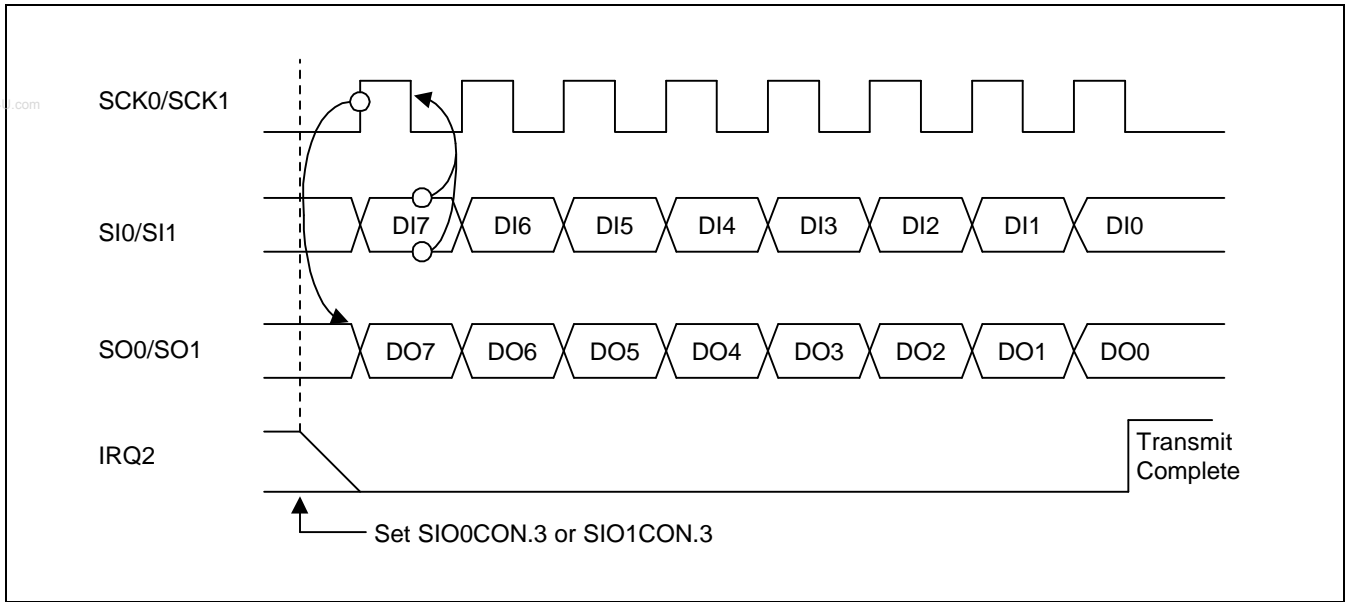 SCK0/SCK1
U.com
SI0/SI1
DI7 DI6 DI5 DI4 DI3 DI2 DI1 DI0
SO0/SO1
DO7 DO6 DO5 DO4 DO3 DO2 DO1 DO0
IRQ2
Transmit
Complete
Set SIO0CON.3 or SIO1CON.3